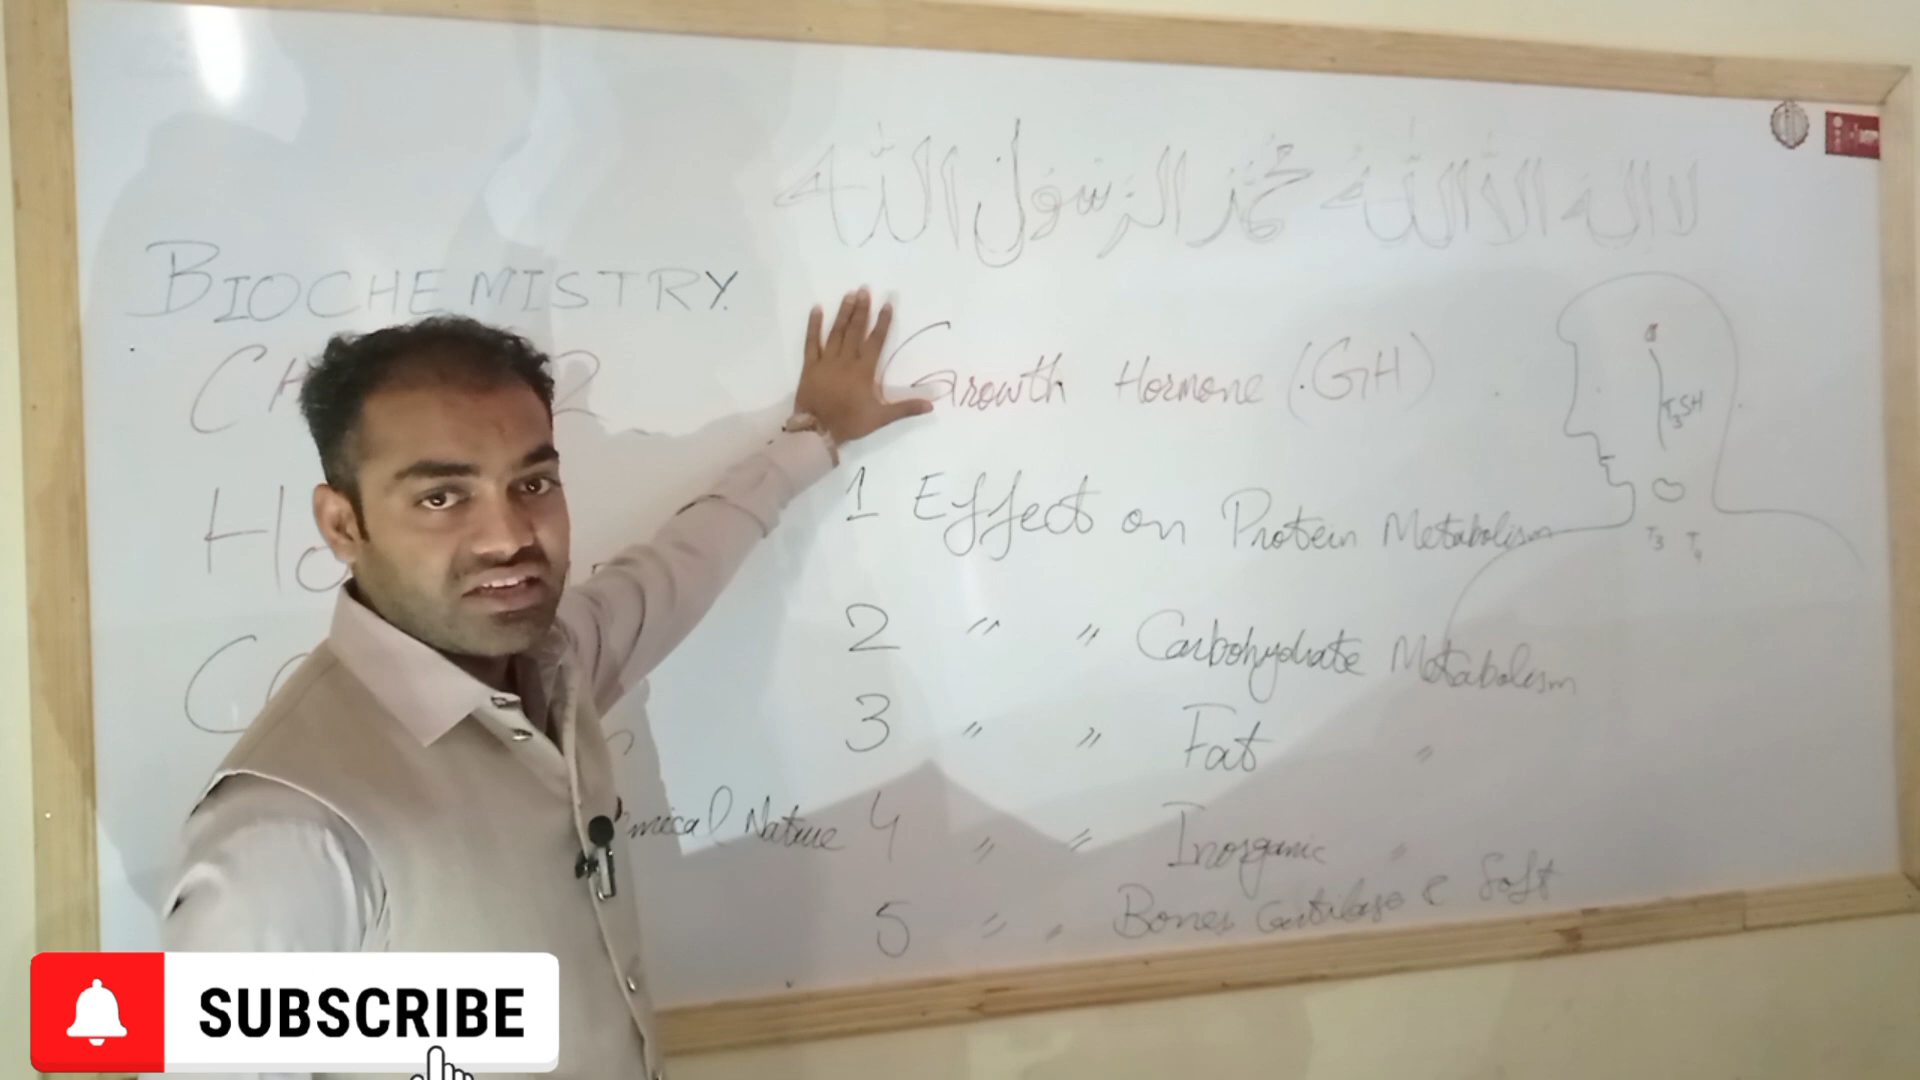 لا اله الا الله محمد الرسول الله
BIOCHEMISTRY.
Growth Hormone (GH)
1 Effect on Protein Metabolism
2 " " Carbohydrate Metabolism
3 " " Fat "
4 " " Inorganic "
5 " " Bones Cartilage & Soft
Nature
T3SH
T3 T4
SUBSCRIBE